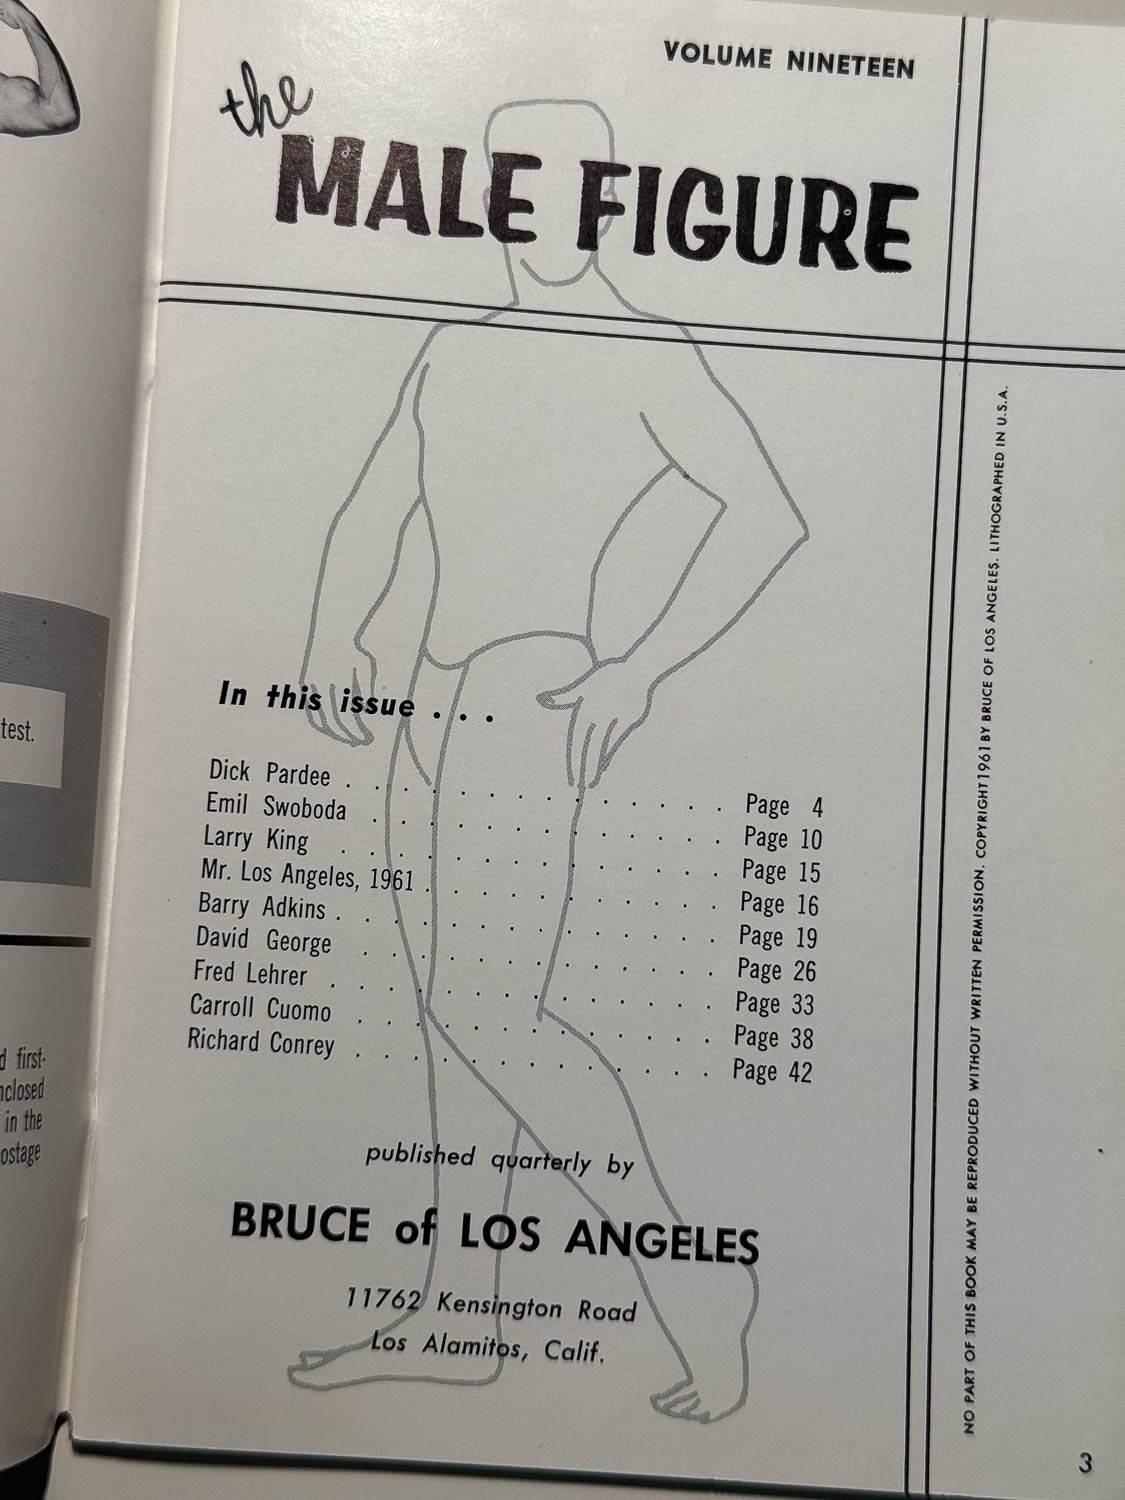 test.
d first-
nclosed
in the
ostage
VOLUME NINETEEN
the
MALE FIGURE
In this issue . . .
Dick Pardee . . . . . . . . . . . . . Page 4
Emil Swoboda . . . . . . . . . . . . . Page 10
Larry King . . . . . . . . . . . . . . Page 15
Mr. Los Angeles, 1961 . . . . . . . . . . . Page 16
Barry Adkins . . . . . . . . . . . . . . Page 19
David George . . . . . . . . . . . . . Page 26
Fred Lehrer . . . . . . . . . . . . . . Page 33
Carroll Cuomo . . . . . . . . . . . . . Page 38
Richard Conrey . . . . . . . . . . . . . Page 42
published quarterly by
BRUCE of LOS ANGELES
11762 Kensington Road
Los Alamitos, Calif.
NO PART OF THIS BOOK MAY BE REPRODUCED WITHOUT WRITTEN PERMISSION. COPYRIGHT 1961 BY BRUCE OF LOS ANGELES. LITHOGRAPHED IN U.S.A.
3